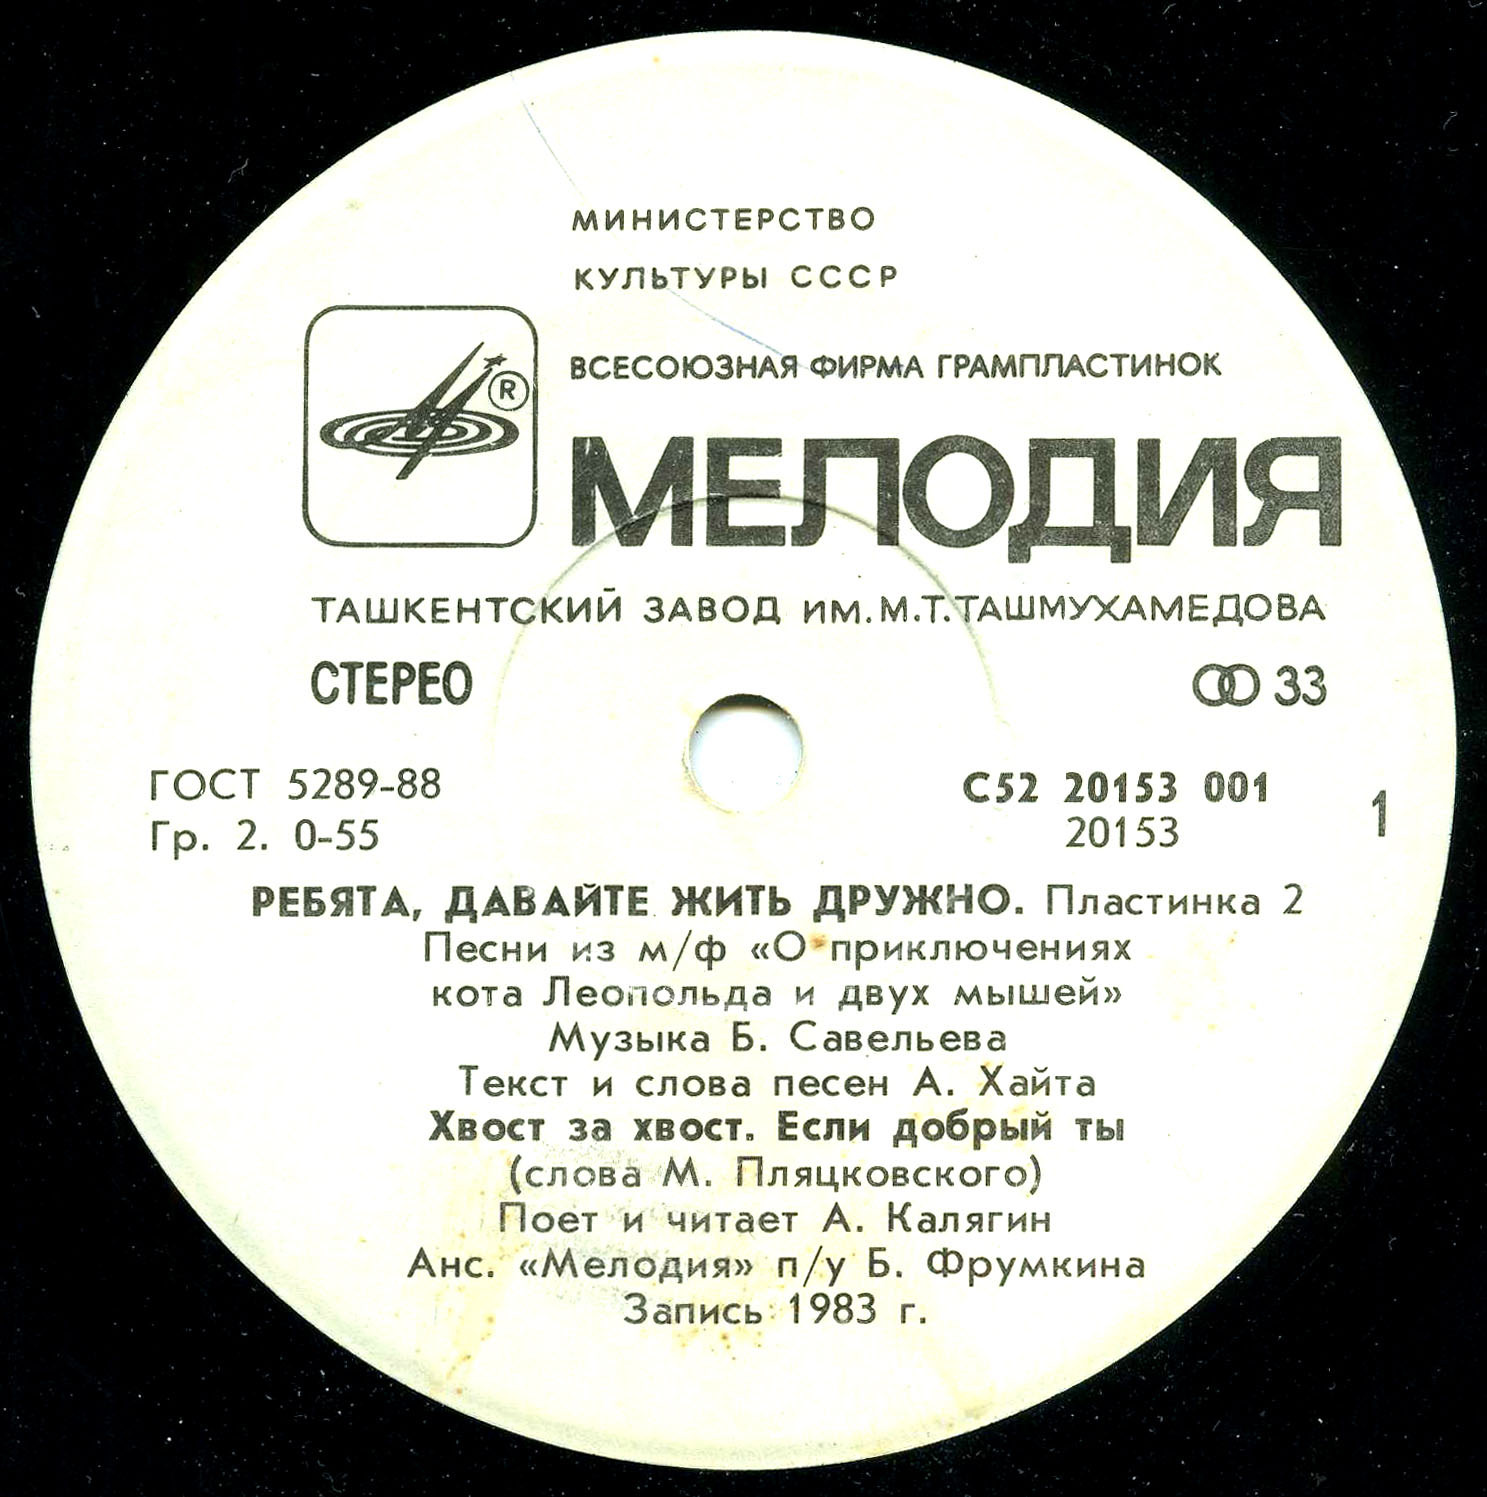 МИНИСТЕРСТВО
КУЛЬТУРЫ СССР
ВСЕСОЮЗНАЯ ФИРМА ГРАМПЛАСТИНОК
®
МЕЛОДИЯ
ТАШКЕНТСКИЙ ЗАВОД ИМ. М.Т.ТАШМУХАМЕДОВА
СТЕРЕО
33
ГОСТ 5289-88
С52 20153 001
1
Гр. 2. 0-55
20153
РЕБЯТА, ДАВАЙТЕ ЖИТЬ ДРУЖНО. Пластинка 2
Песни из м/ф «О приключениях
кота Леопольда и двух мышей»
Музыка Б. Савельева
Текст и слова песен А. Хайта
Хвост за хвост. Если добрый ты
(слова М. Пляцковского)
Поет и читает А. Калягин
Анс. «Мелодия» п/у Б. Фрумкина
Запись 1983 г.